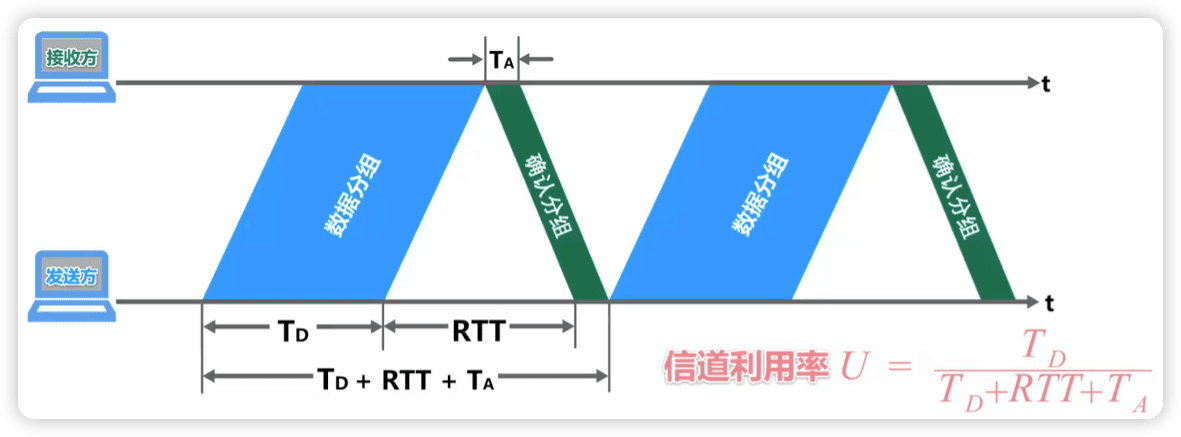 接收方
T_A
t
数据分组
确认分组
数据分组
确认分组
发送方
t
T_D
RTT
T_D + RTT + T_A
信道利用率 U = T_D / (T_D+RTT+T_A)